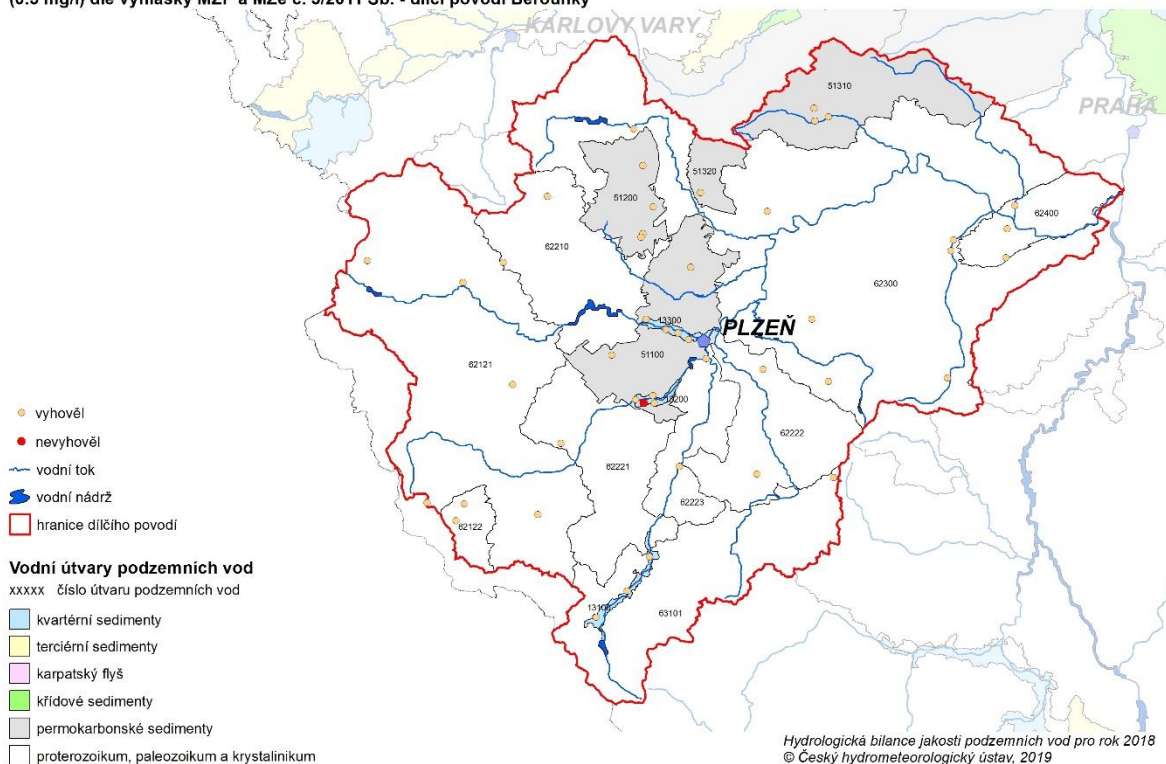 (0.5 mg/l) dle vyhlášky MŽP a MZe č. 5/2011 Sb. - dílčí povodí Berounky
KARLOVY VARY
PRAHA
51310
51320
51200
62400
62210
62300
13300
PLZEŇ
51100
62121
13200
62222
62221
62223
62122
63101
vyhověl
nevyhověl
vodní tok
vodní nádrž
hranice dílčího povodí
Vodní útvary podzemních vod
xxxxx číslo útvaru podzemních vod
kvartérní sedimenty
terciérní sedimenty
karpatský flyš
křídové sedimenty
permokarbonské sedimenty
proterozoikum, paleozoikum a krystalinikum
Hydrologická bilance jakosti podzemních vod pro rok 2018
© Český hydrometeorologický ústav, 2019